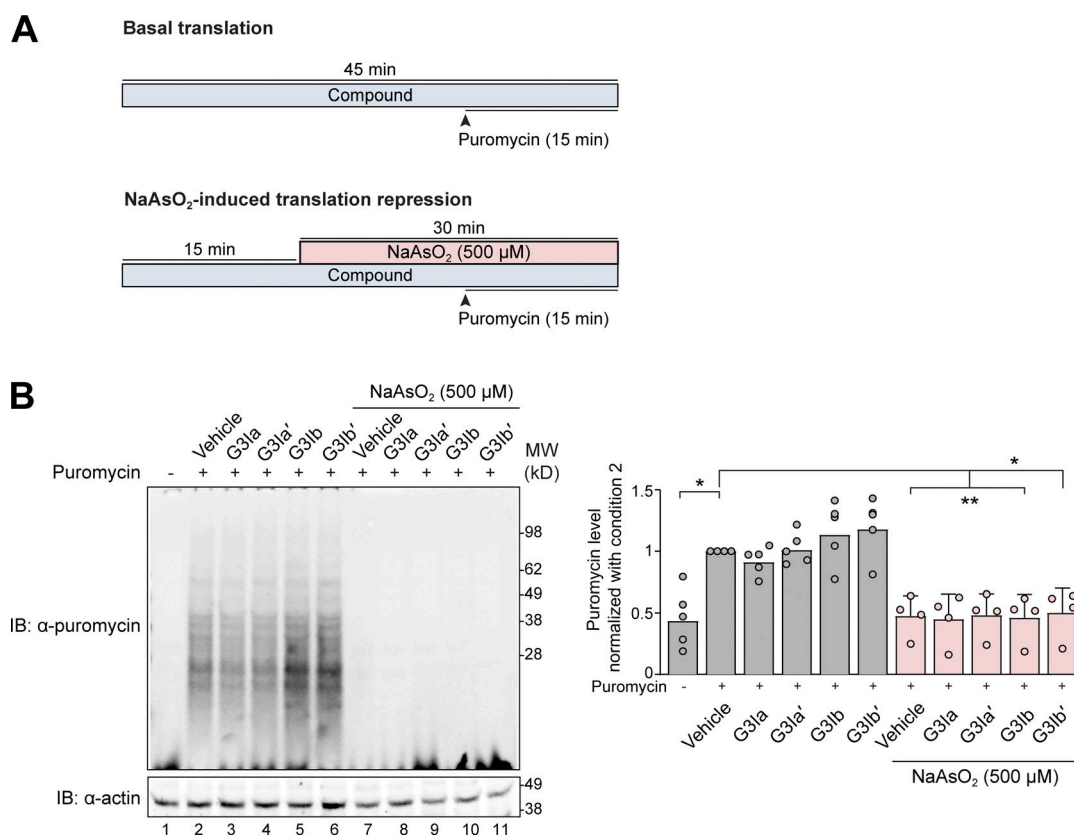 A
Basal translation
45 min
Compound
Puromycin (15 min)
NaAsO₂-induced translation repression
30 min
15 min
NaAsO₂ (500 µM)
Compound
Puromycin (15 min)
B
NaAsO₂ (500 µM)
Vehicle G3Ia G3Ia′ G3Ib G3Ib′ Vehicle G3Ia G3Ia′ G3Ib G3Ib′ MW
Puromycin - + + + + + + + + + + (kD)
98
62
49
38
28
IB: α-puromycin
49
38
IB: α-actin
1 2 3 4 5 6 7 8 9 10 11
Puromycin level
normalized with condition 2
1.5
1
0.5
0
*
*
**
Puromycin - + + + + + + + + + +
Vehicle G3Ia G3Ia′ G3Ib G3Ib′ Vehicle G3Ia G3Ia′ G3Ib G3Ib′
NaAsO₂ (500 µM)